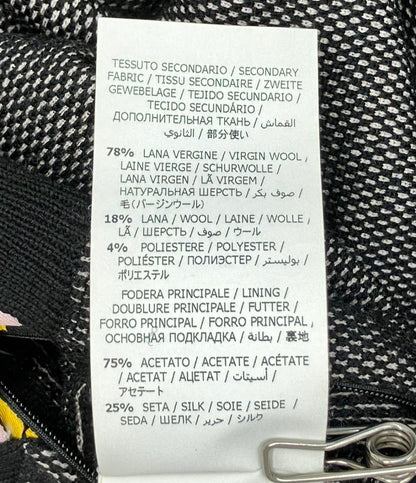 TESSUTO SECONDARIO / SECONDARY
FABRIC / TISSU SECONDAIRE / ZWEITE
GEWEBELAGE / TEJIDO SECUNDARIO /
TECIDO SECUNDÁRIO /
ДОПОЛНИТЕЛЬНАЯ ТКАНЬ / القماش
الثانوي / 部分使い
78% LANA VERGINE / VIRGIN WOOL ,
LAINE VIERGE / SCHURWOLLE /
LANA VIRGEN / LÃ VIRGEM /
НАТУРАЛЬНАЯ ШЕРСТЬ / صوف بكر /
毛(バージンウール)
18% LANA / WOOL / LAINE / WOLLE ,
LÃ / ШЕРСТЬ / صوف / ウール
4% POLIESTERE / POLYESTER /
POLIÉSTER / ПОЛИЭСТЕР / بوليستر /
ポリエステル
FODERA PRINCIPALE / LINING /
DOUBLURE PRINCIPALE / FUTTER /
FORRO PRINCIPAL / FORRO PRINCIPAL ,
ОСНОВНАЯ ПОДКЛАДКА / بطانة / 裏地
75% ACETATO / ACETATE / ACÉTATE
/ ACETAT / АЦЕТАТ / أسيتات /
アセテート
25% SETA / SILK / SOIE / SEIDE /
SEDA / ШЕЛК / حرير / シルク